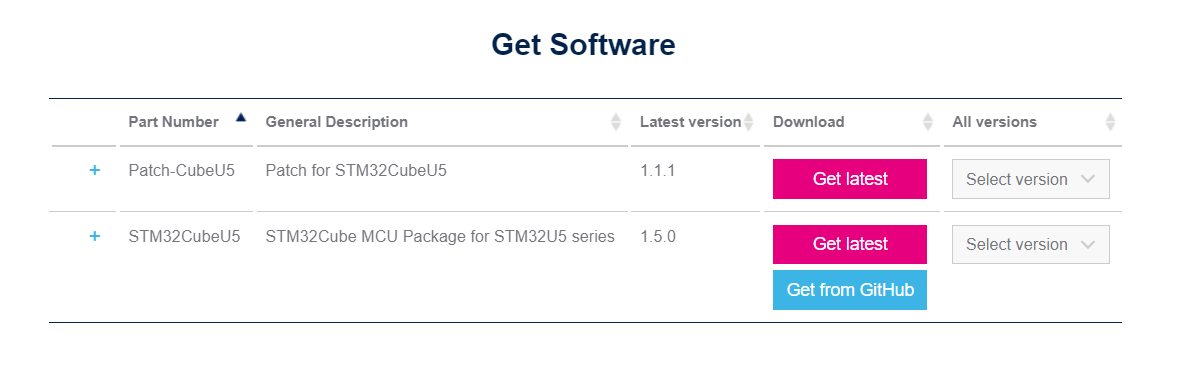 Get Software
Part Number General Description Latest version Download All versions
+ Patch-CubeU5 Patch for STM32CubeU5 1.1.1 Get latest Select version
+ STM32CubeU5 STM32Cube MCU Package for STM32U5 series 1.5.0 Get latest Select version
Get from GitHub